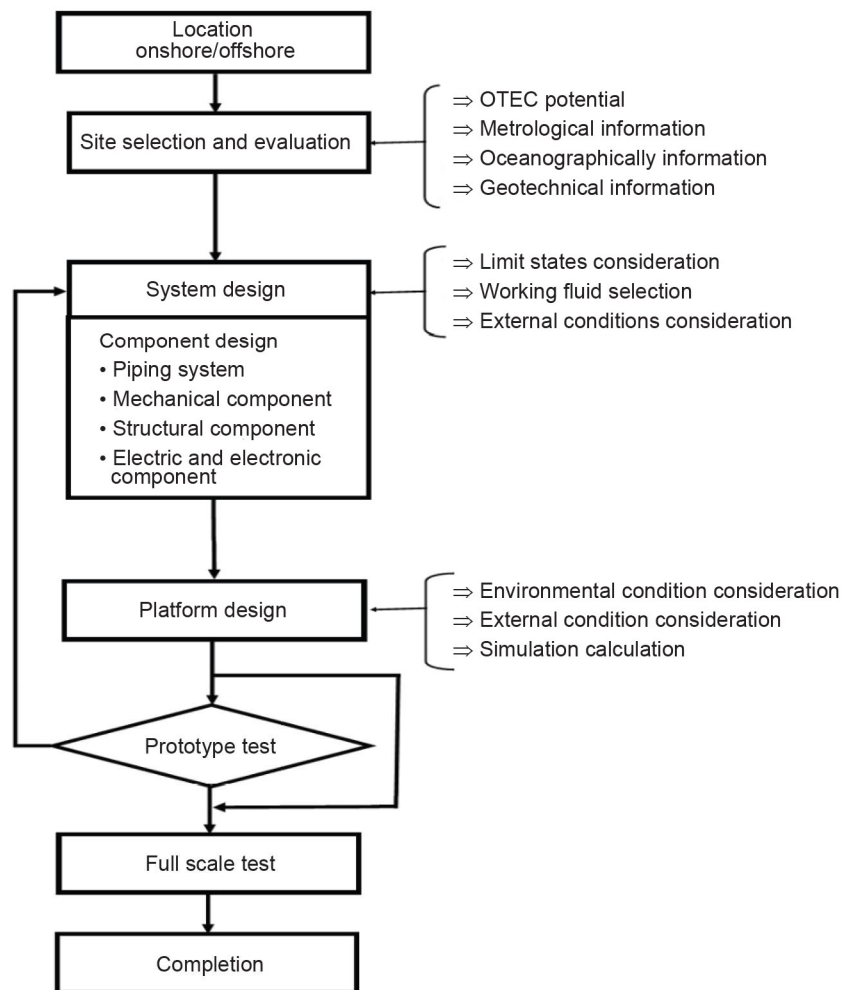 Location
onshore/offshore
Site selection and evaluation
⇒ OTEC potential
⇒ Metrological information
⇒ Oceanographically information
⇒ Geotechnical information
System design
⇒ Limit states consideration
⇒ Working fluid selection
⇒ External conditions consideration
Component design
• Piping system
• Mechanical component
• Structural component
• Electric and electronic
component
Platform design
⇒ Environmental condition consideration
⇒ External condition consideration
⇒ Simulation calculation
Prototype test
Full scale test
Completion